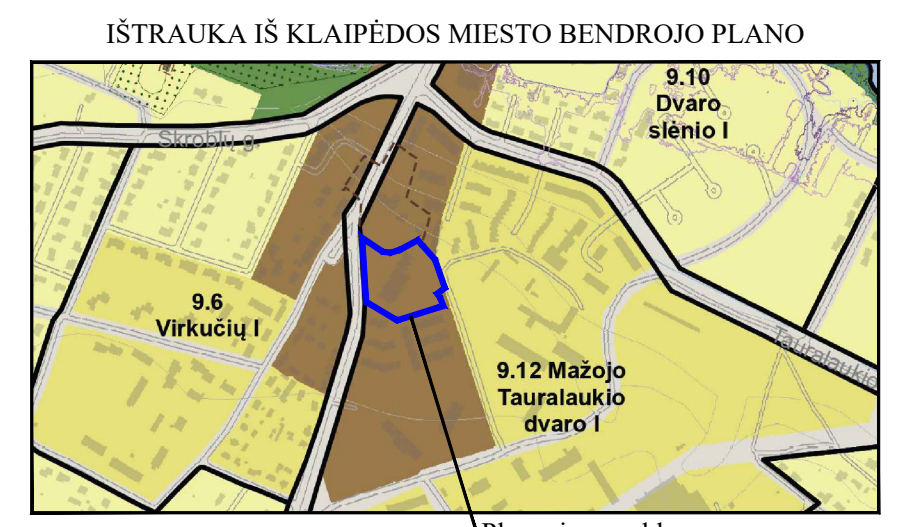 IŠTRAUKA IŠ KLAIPĖDOS MIESTO BENDROJO PLANO
9.10
Dvaro
slėnio I
Skroblų g.
9.6
Virkučių I
Tauralaukio
9.12 Mažojo
Tauralaukio
dvaro I